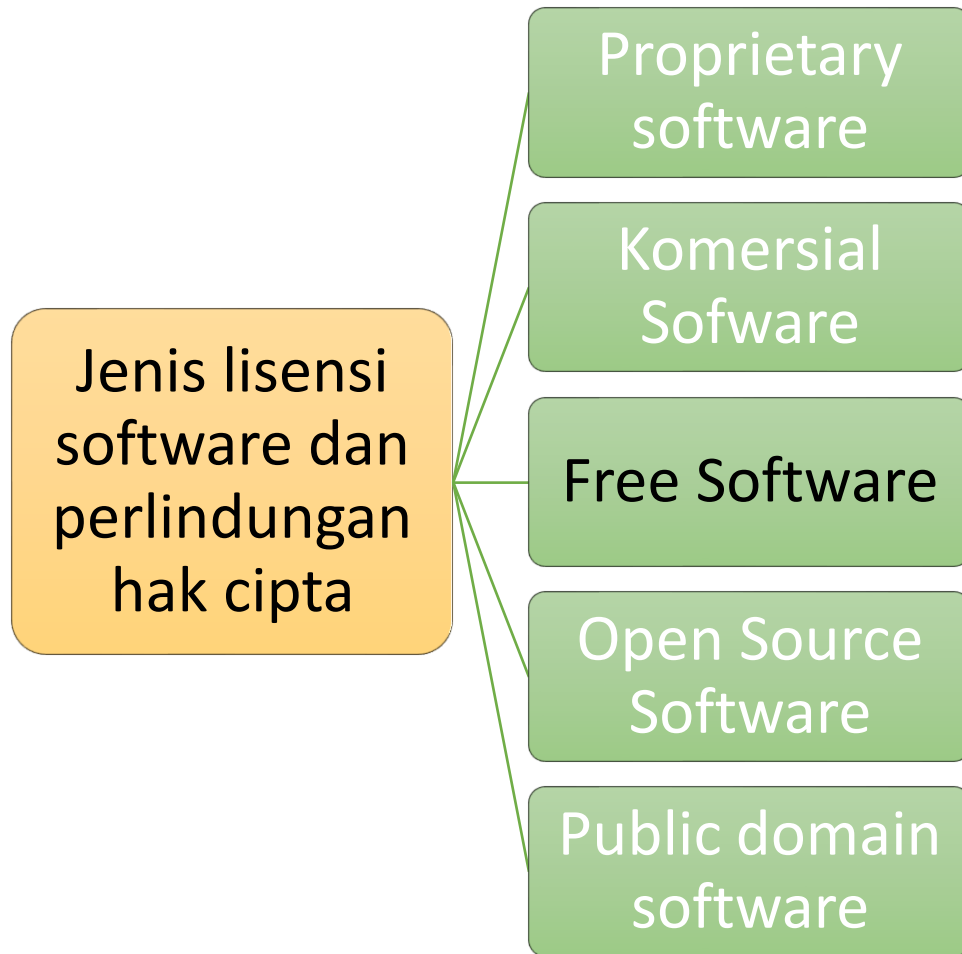 Jenis lisensi
software dan
perlindungan
hak cipta
Proprietary
software
Komersial
Sofware
Free Software
Open Source
Software
Public domain
software